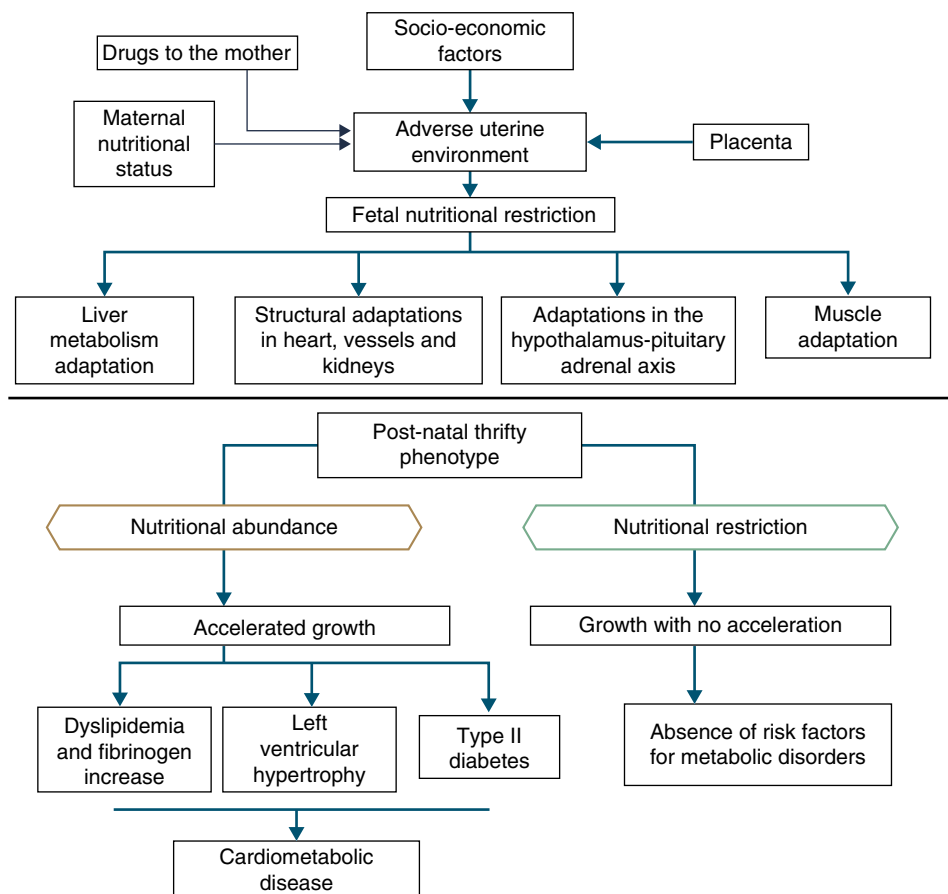 Socio-economic
factors
Drugs to the mother
Maternal
nutritional
status
Adverse uterine
environment
Placenta
Fetal nutritional restriction
Liver
metabolism
adaptation
Structural adaptations
in heart, vessels and
kidneys
Adaptations in the
hypothalamus-pituitary
adrenal axis
Muscle
adaptation
Post-natal thrifty
phenotype
Nutritional abundance
Nutritional restriction
Accelerated growth
Growth with no acceleration
Dyslipidemia
and fibrinogen
increase
Left
ventricular
hypertrophy
Type II
diabetes
Absence of risk factors
for metabolic disorders
Cardiometabolic
disease